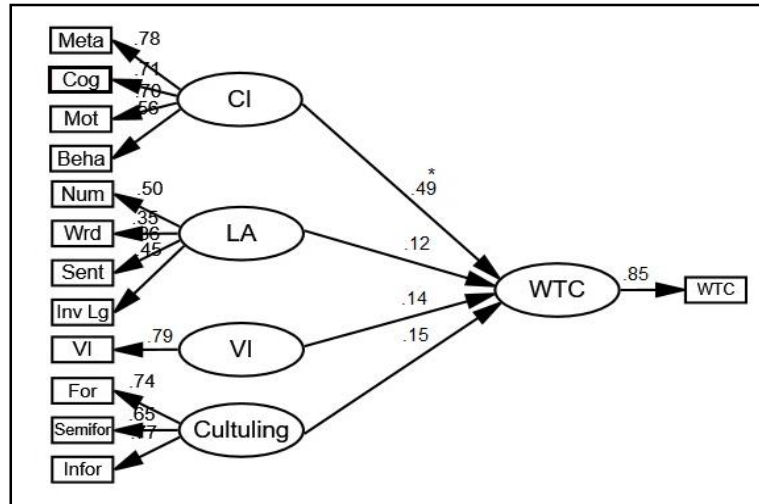 Meta
.78
Cog
.71
Mot
.70
Beha
.56
CI
*
.49
Num
.50
Wrd
.35
Sent
.36
Inv Lg
.45
LA
.12
VI
.79
VI
.14
For
.74
Semifor
.65
Infor
.77
Cultuling
.15
WTC
.85
WTC